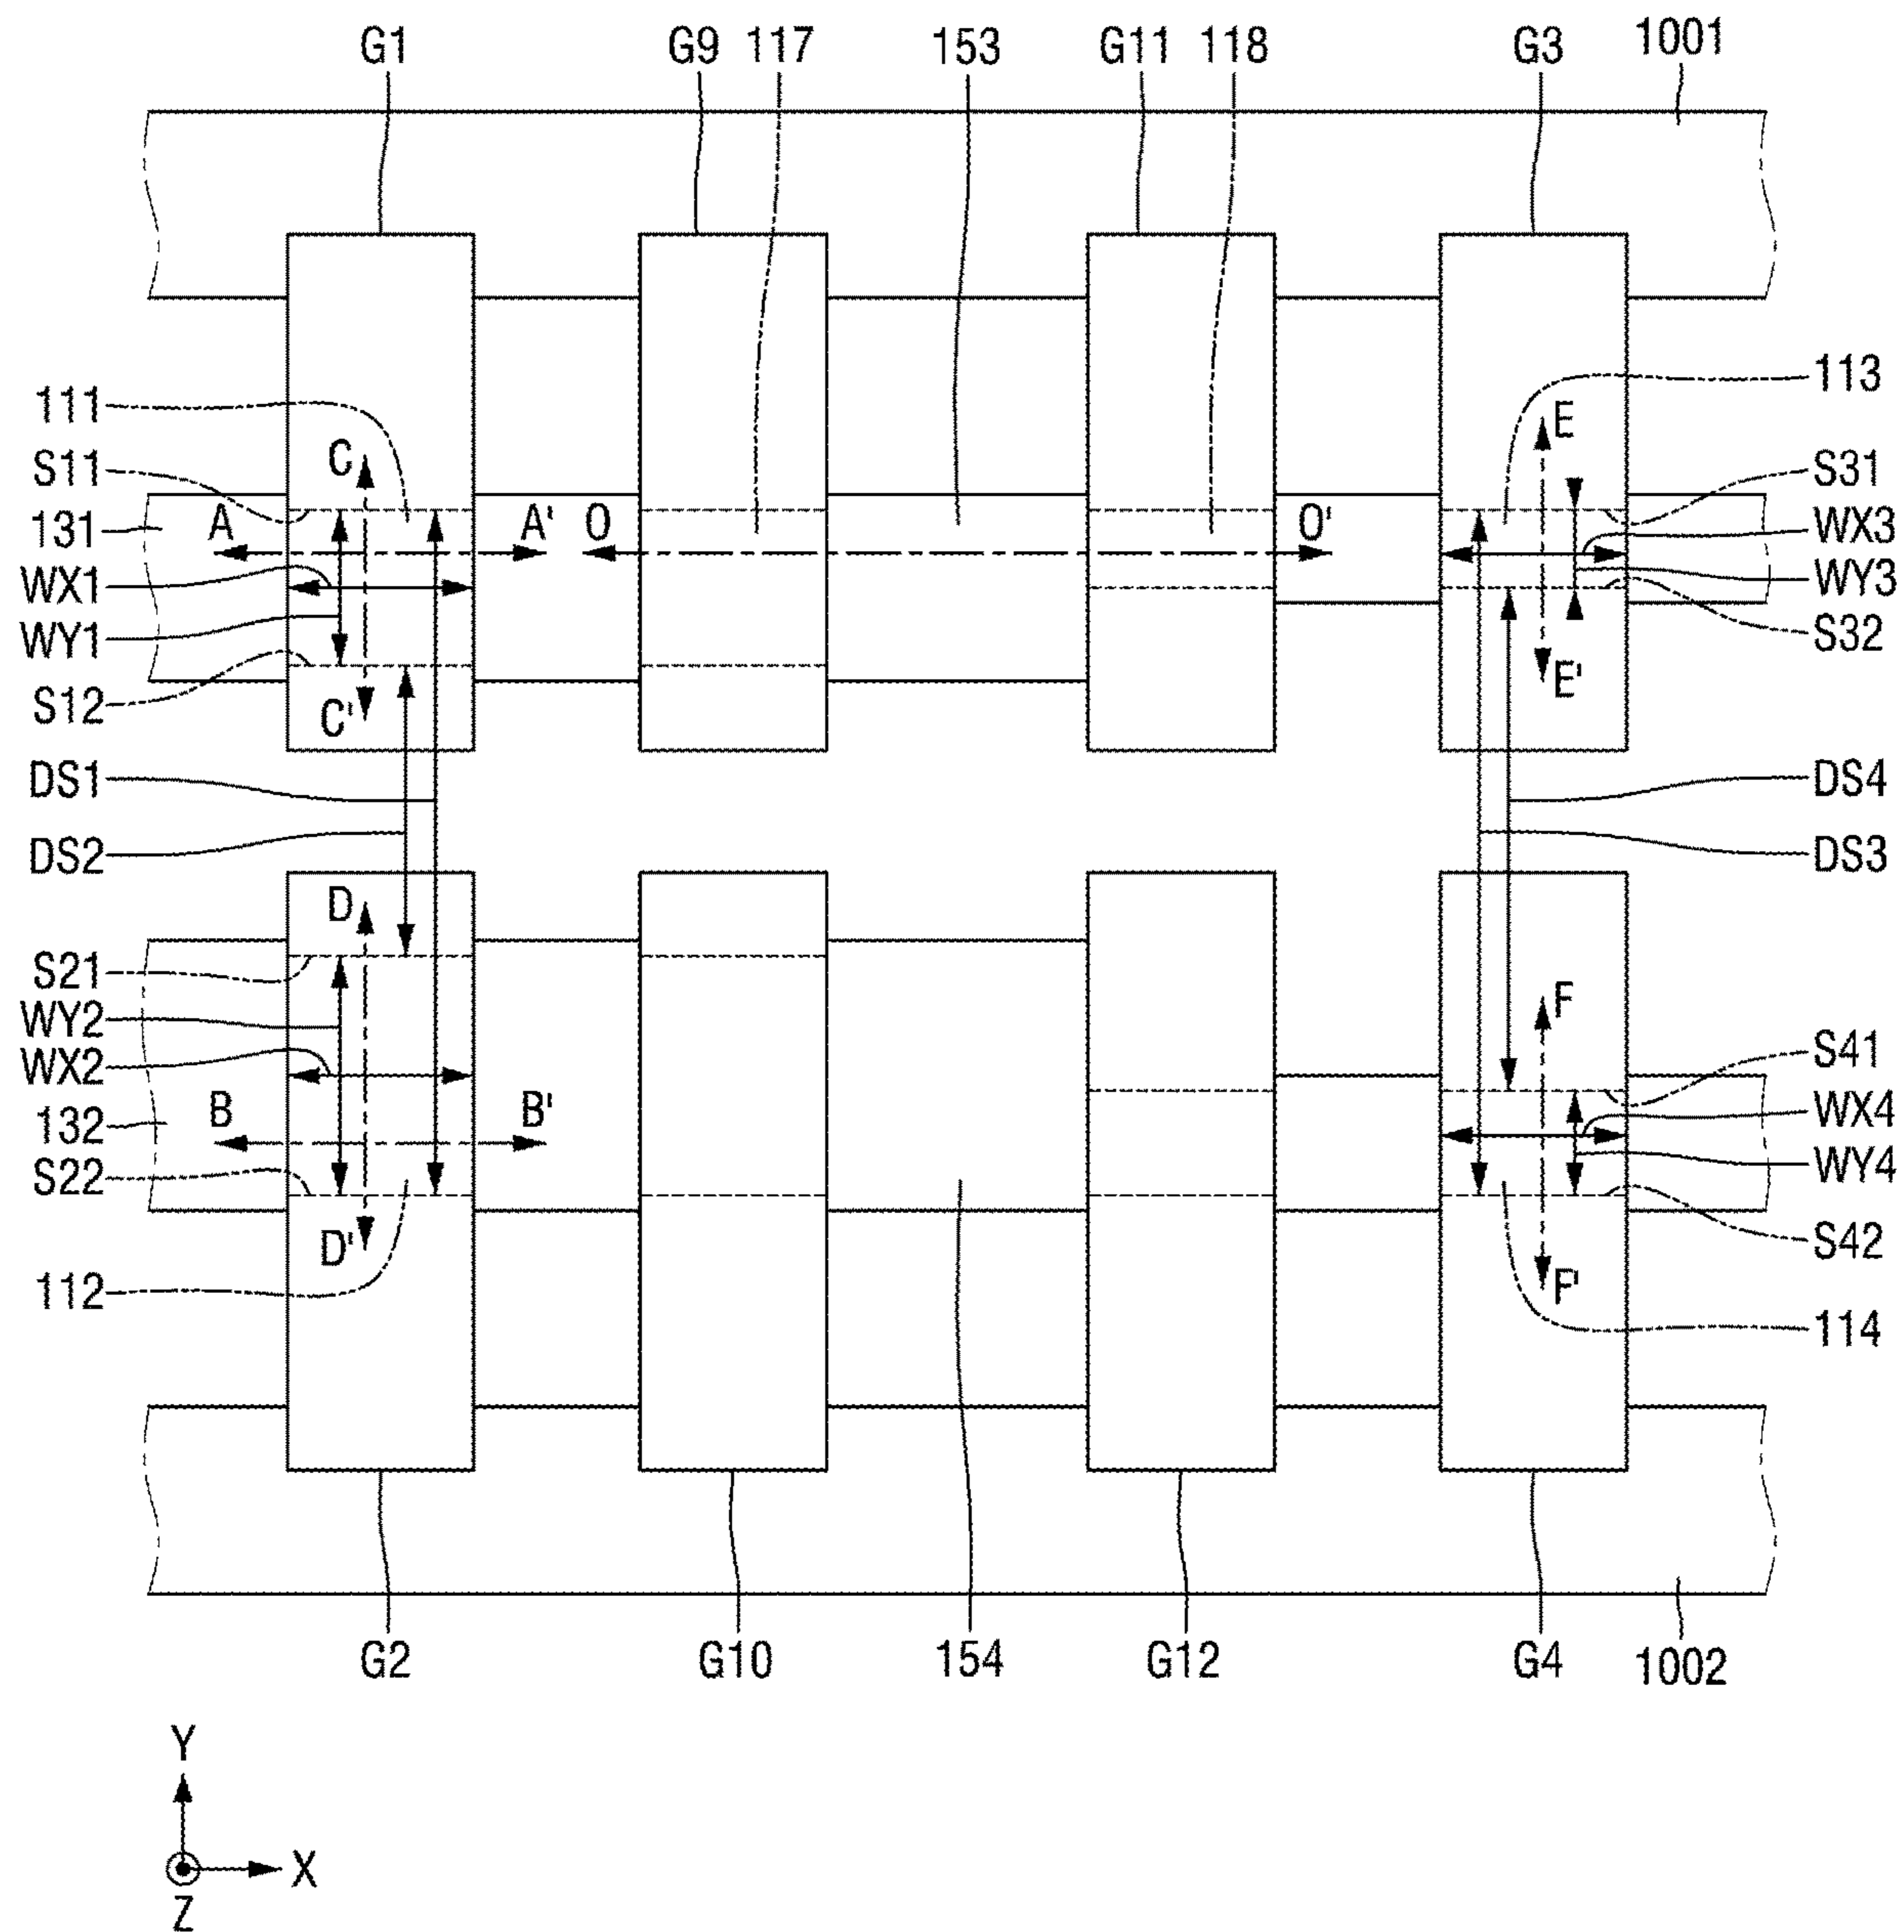 G1 G9 117 153 G11 118 G3 1001
111
S11
131
WX1
WY1
S12
DS1
DS2
S21
WY2
WX2
132
S22
112
C
A A' O O'
C'
D
B B'
D'
E
E'
F
F'
113
S31
WX3
WY3
S32
DS4
DS3
S41
WX4
WY4
S42
114
G2 G10 154 G12 G4 1002
Y
X
Z